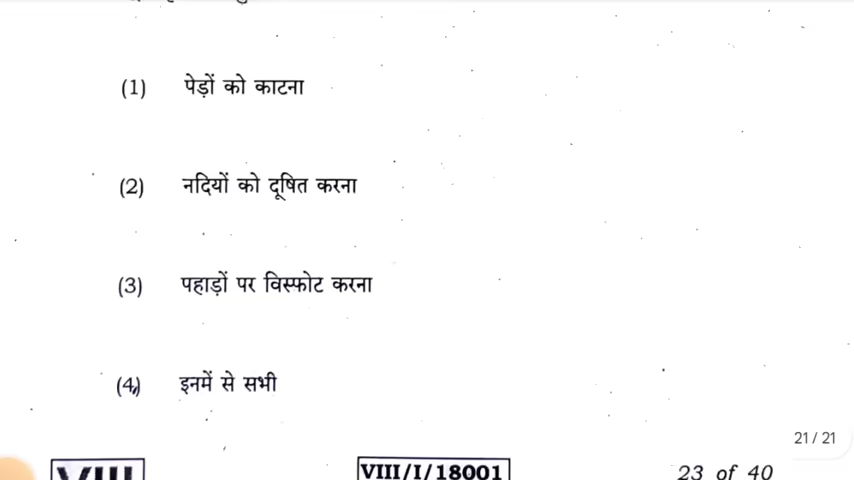 (1) पेड़ों को काटना
(2) नदियों को दूषित करना
(3) पहाड़ों पर विस्फोट करना
(4) इनमें से सभी
21 / 21
VIII VIII/I/18001 23 of 40